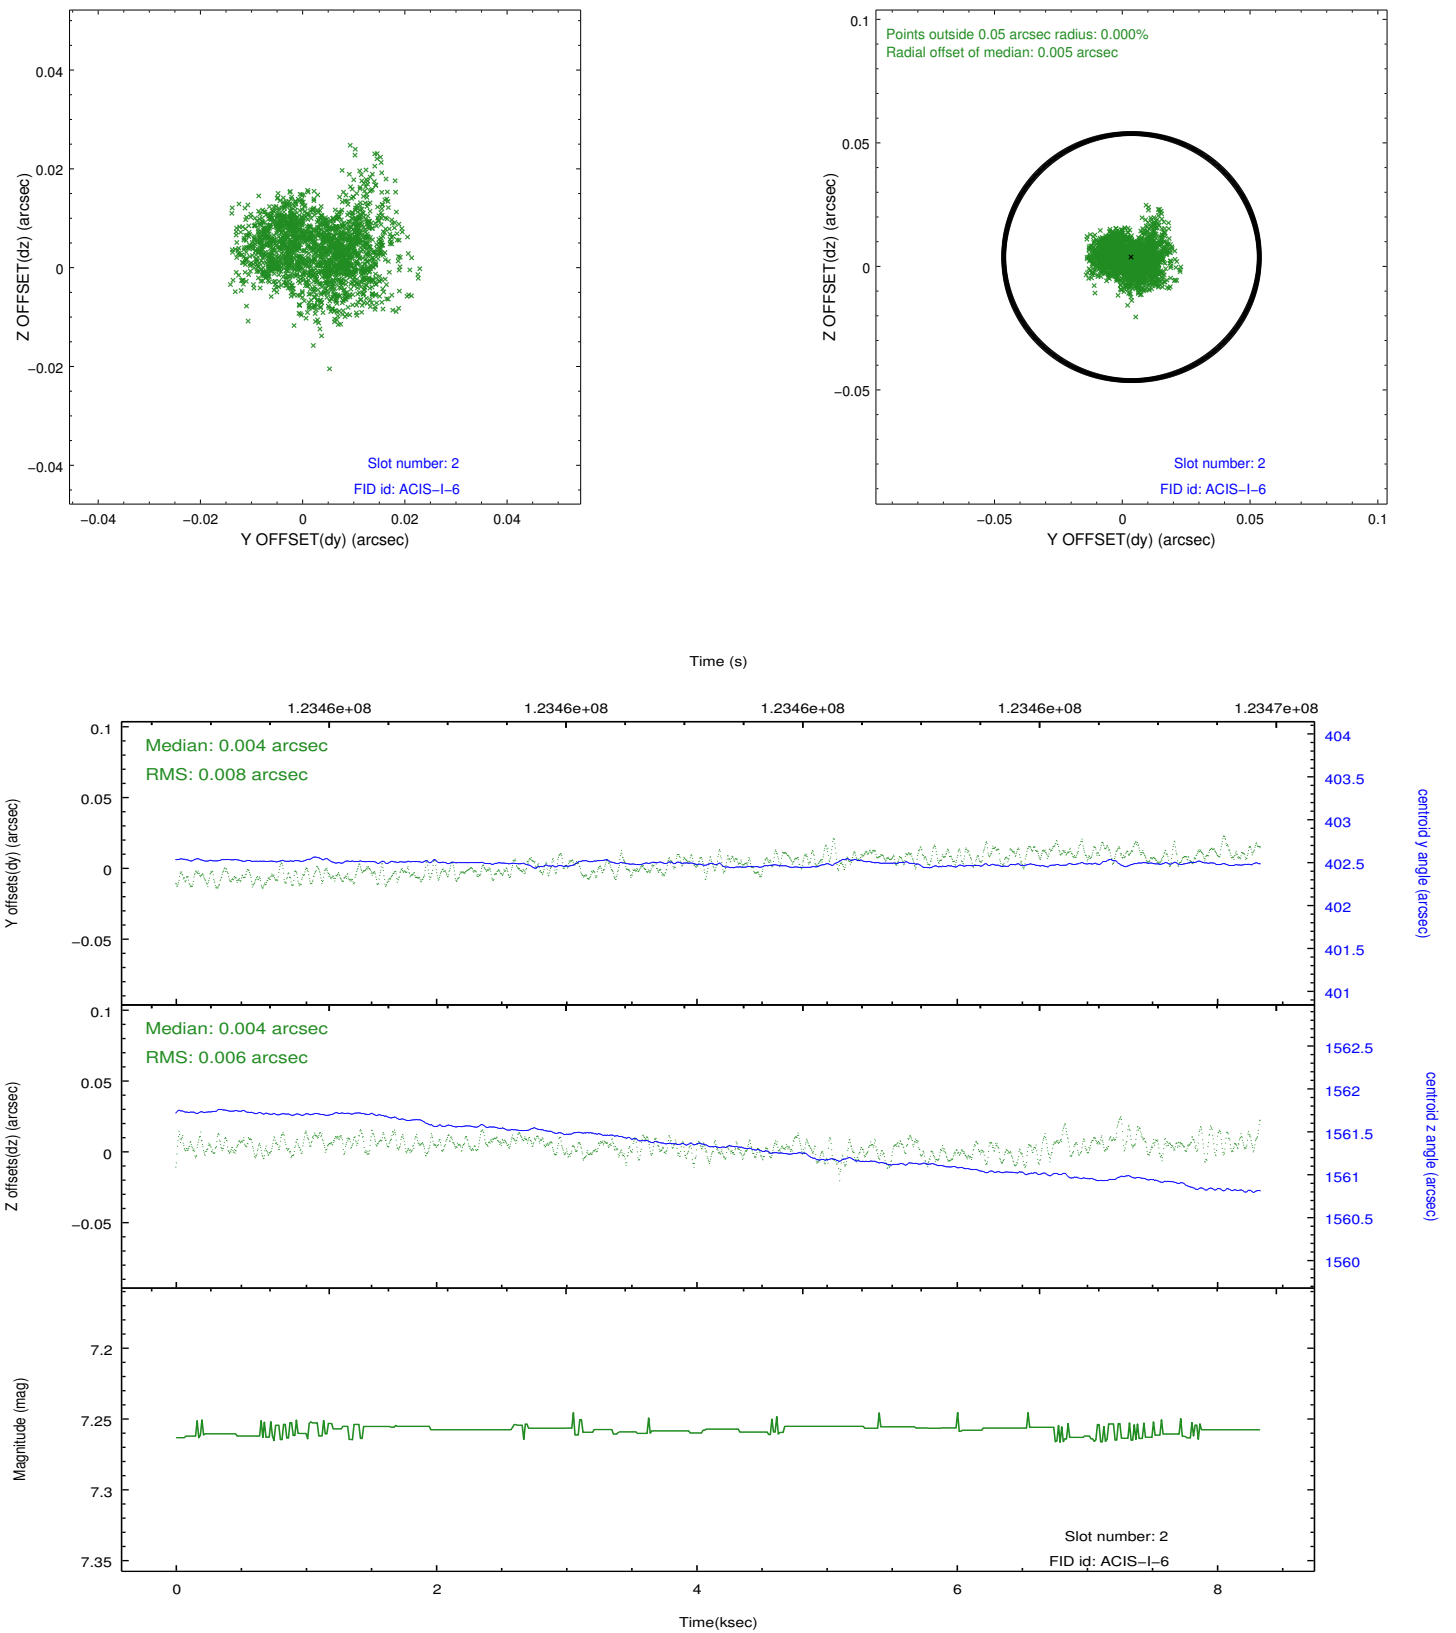 0.04
0.02
0
−0.02
−0.04
Z OFFSET(dz) (arcsec)
Slot number: 2
FID id: ACIS−I−6
−0.04
−0.02
0
0.02
0.04
Y OFFSET(dy) (arcsec)
0.1
0.05
0
−0.05
Z OFFSET(dz) (arcsec)
Points outside 0.05 arcsec radius: 0.000%
Radial offset of median: 0.005 arcsec
Slot number: 2
FID id: ACIS−I−6
−0.05
0
0.05
0.1
Y OFFSET(dy) (arcsec)
Time (s)
1.2346e+08
1.2346e+08
1.2346e+08
1.2346e+08
1.2347e+08
0.1
0.05
0
−0.05
Y offsets(dy) (arcsec)
Median: 0.004 arcsec
RMS: 0.008 arcsec
404
403.5
403
402.5
402
401.5
401
centroid y angle (arcsec)
0.1
0.05
0
−0.05
Z offsets(dz) (arcsec)
Median: 0.004 arcsec
RMS: 0.006 arcsec
1562.5
1562
1561.5
1561
1560.5
1560
centroid z angle (arcsec)
7.2
7.25
7.3
7.35
Magnitude (mag)
Slot number: 2
FID id: ACIS−I−6
0
2
4
6
8
Time(ksec)